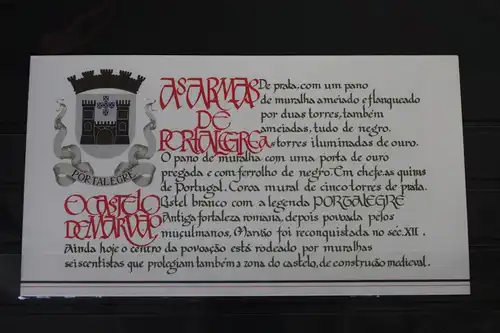 PORTALEGRE
AS ARMAS
DE
PORTALEGRE
De prata, com um pano
de muralha ameiado e flanqueado
por duas torres, também
ameiadas, tudo de negro.
as torres iluminadas de ouro.
O pano de muralha com uma porta de ouro
pregada e com ferrolho de negro. Em chefe, as quinas
de Portugal. Coroa mural de cinco torres de prata.
Listel branco com a legenda PORTALEGRE
O CASTELO
DE MARVÃO
Antiga fortaleza romana, depois povoada pelos
muçulmanos, Marvão foi reconquistada no séc. XII.
Ainda hoje o centro da povoação está rodeado por muralhas
seiscentistas que protegiam também a zona do castelo, de construção medieval.